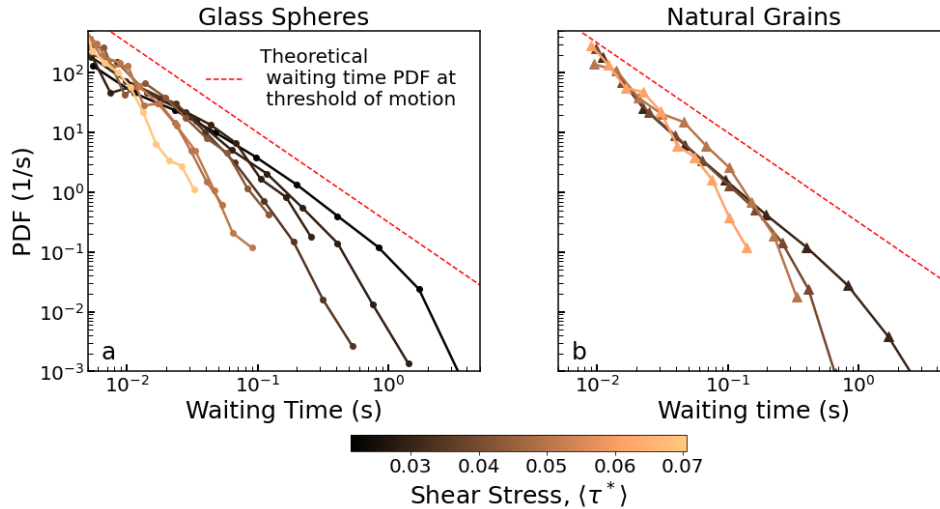 Glass Spheres
Natural Grains
Theoretical
waiting time PDF at
threshold of motion
PDF (1/s)
10²
10¹
10⁰
10⁻¹
10⁻²
10⁻³
a
b
10⁻² 10⁻¹ 10⁰
10⁻² 10⁻¹ 10⁰
Waiting Time (s)
Waiting time (s)
0.03 0.04 0.05 0.06 0.07
Shear Stress, ⟨τ*⟩